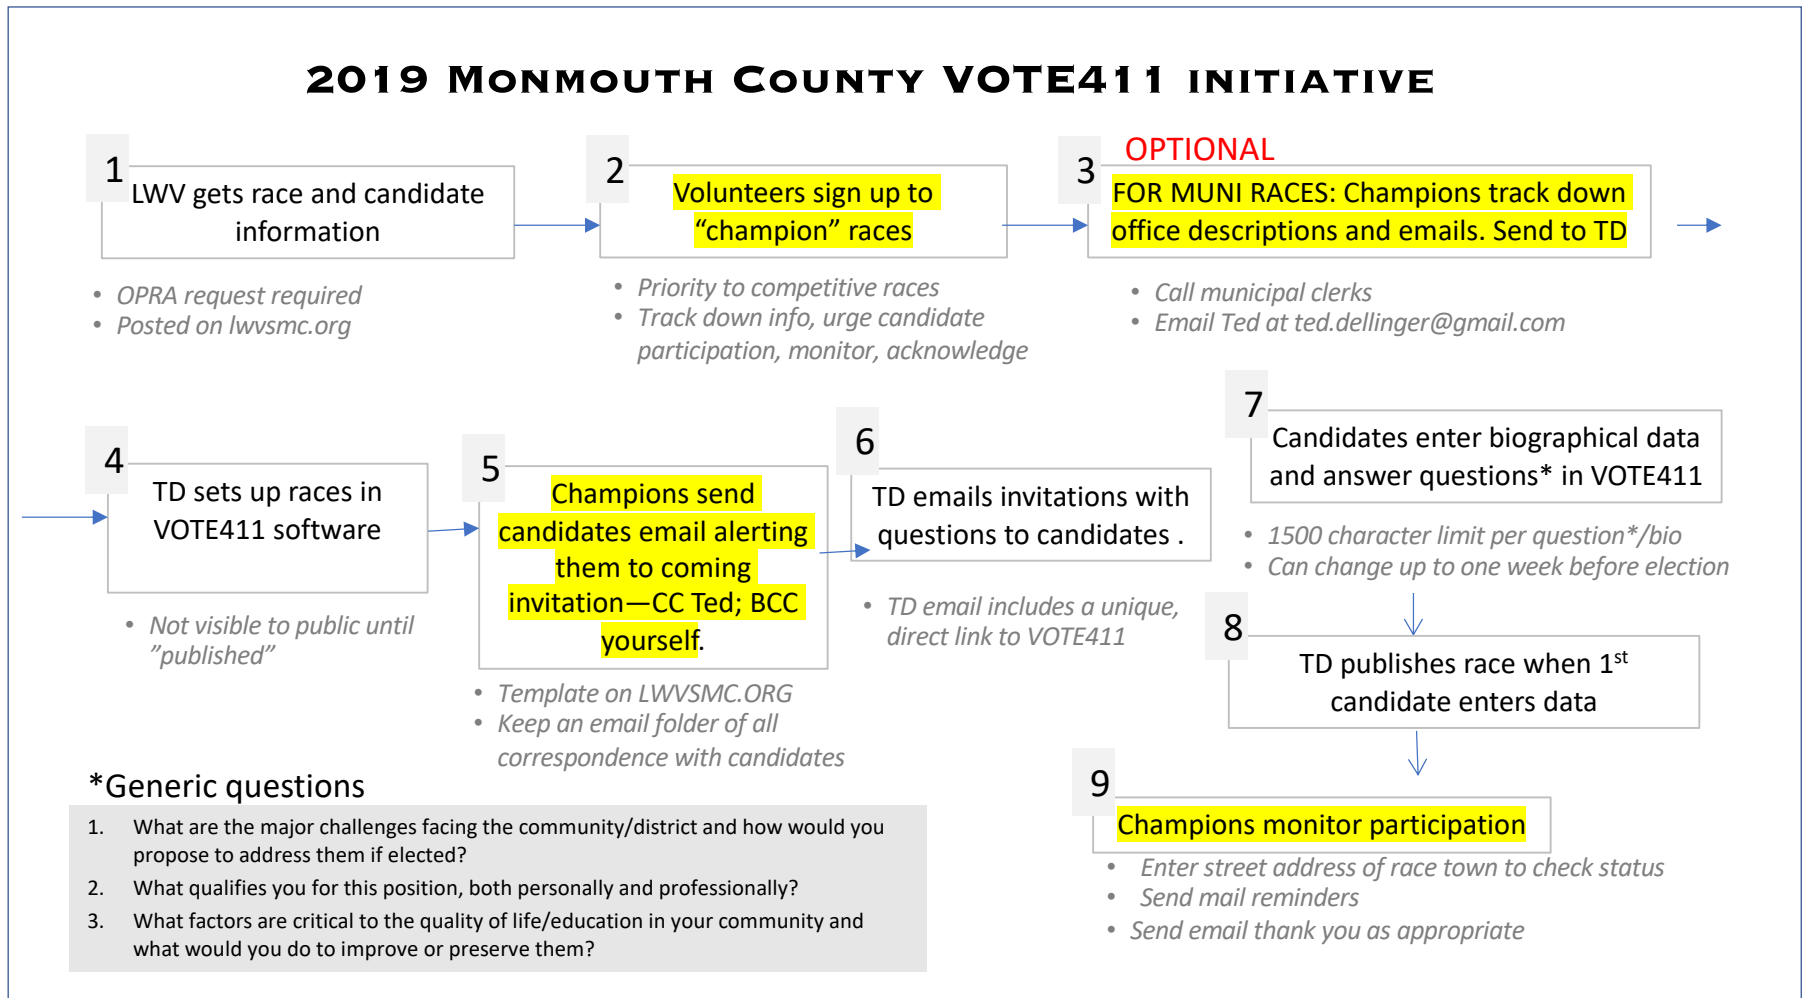 2019 Monmouth County VOTE411 initiative
1
LWV gets race and candidate
information
• OPRA request required
• Posted on lwvsmc.org
2
Volunteers sign up to
“champion” races
• Priority to competitive races
• Track down info, urge candidate
participation, monitor, acknowledge
OPTIONAL
3
FOR MUNI RACES: Champions track down
office descriptions and emails. Send to TD
• Call municipal clerks
• Email Ted at ted.dellinger@gmail.com
4
TD sets up races in
VOTE411 software
• Not visible to public until
”published”
5
Champions send
candidates email alerting
them to coming
invitation—CC Ted; BCC
yourself.
• Template on LWVSMC.ORG
• Keep an email folder of all
correspondence with candidates
6
TD emails invitations with
questions to candidates .
• TD email includes a unique,
direct link to VOTE411
7
Candidates enter biographical data
and answer questions* in VOTE411
• 1500 character limit per question*/bio
• Can change up to one week before election
8
TD publishes race when 1st
candidate enters data
9
Champions monitor participation
• Enter street address of race town to check status
• Send mail reminders
• Send email thank you as appropriate
*Generic questions
1. What are the major challenges facing the community/district and how would you
propose to address them if elected?
2. What qualifies you for this position, both personally and professionally?
3. What factors are critical to the quality of life/education in your community and
what would you do to improve or preserve them?